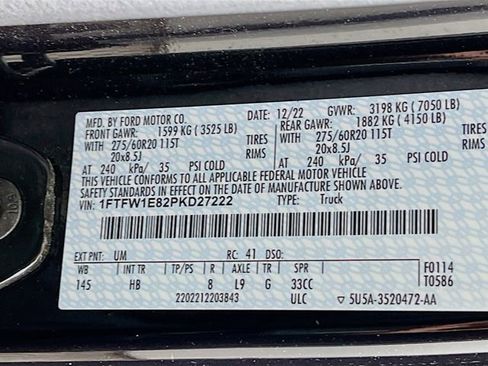 MFD. BY FORD MOTOR CO. 12/22 GVWR: 3198 KG (7050 LB)
FRONT GAWR: 1599 KG (3525 LB) REAR GAWR: 1882 KG (4150 LB)
WITH 275/60R20 115T TIRES WITH 275/60R20 115T TIRES
20x8.5J RIMS 20x8.5J RIMS
AT 240 kPa/ 35 PSI COLD AT 240 kPa/ 35 PSI COLD
THIS VEHICLE CONFORMS TO ALL APPLICABLE FEDERAL MOTOR VEHICLE
SAFETY STANDARDS IN EFFECT ON THE DATE OF MANUFACTURE SHOWN ABOVE.
VIN: 1FTFW1E82PKD27222 TYPE: Truck
EXT PNT: UM RC: 41 DSO:
WB INT TR TP/PS R AXLE TR SPR F0114
145 HB 8 L9 G 33CC T0586
2202212203843 ULC ▽ 5U5A-3520472-AA